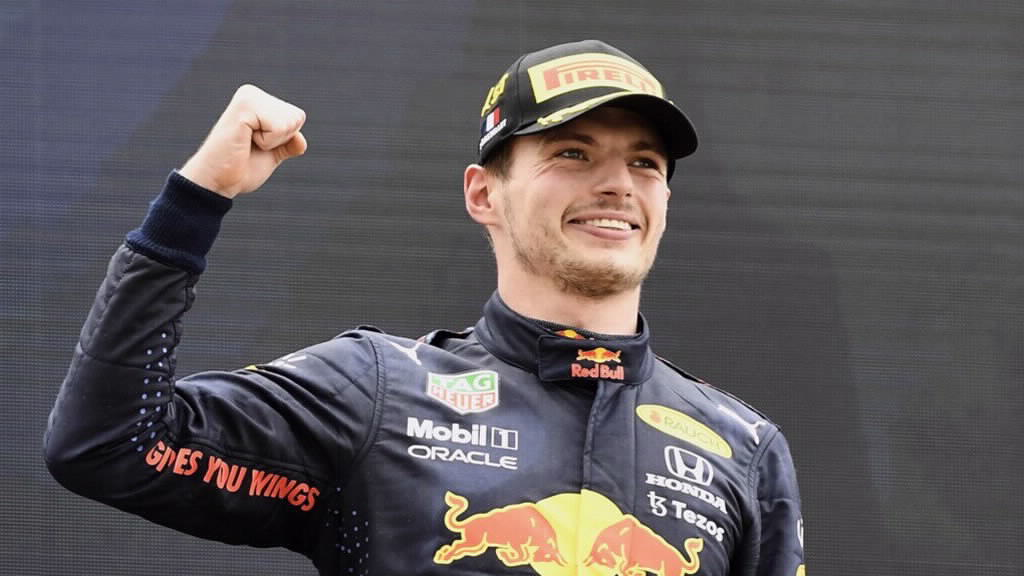 PIRELLI
Red Bull
TAG
HEUER
Mobil 1
ORACLE
RAUCH
HONDA
Tezos
GIVES YOU WINGS